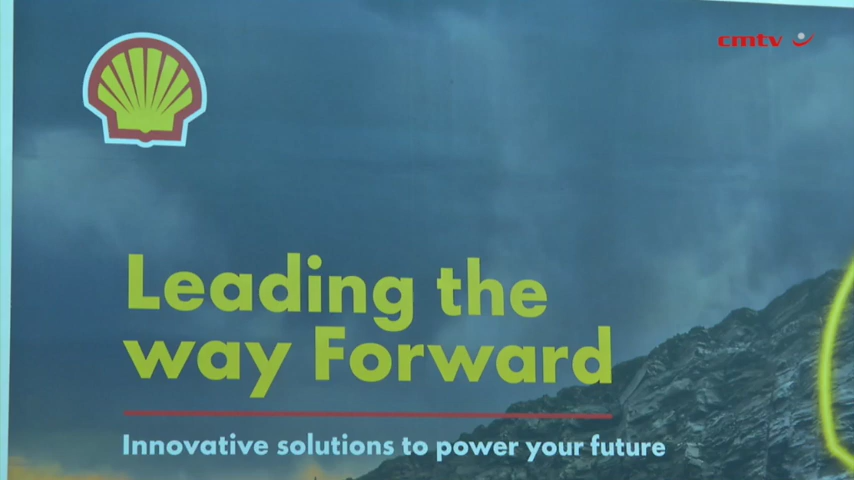 cmtv
Leading the
way Forward
Innovative solutions to power your future